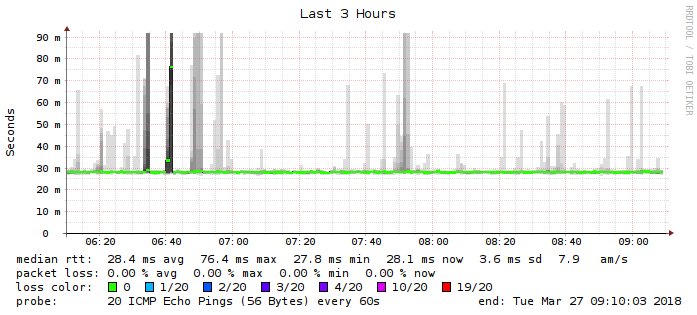 Last 3 Hours
RRDTOOL / TOBI OETIKER
Seconds
90 m
80 m
70 m
60 m
50 m
40 m
30 m
20 m
10 m
0
06:20 06:40 07:00 07:20 07:40 08:00 08:20 08:40 09:00
median rtt: 28.4 ms avg 76.4 ms max 27.8 ms min 28.1 ms now 3.6 ms sd 7.9 am/s
packet loss: 0.00 % avg 0.00 % max 0.00 % min 0.00 % now
loss color: 0 1/20 2/20 3/20 4/20 10/20 19/20
probe: 20 ICMP Echo Pings (56 Bytes) every 60s end: Tue Mar 27 09:10:03 2018